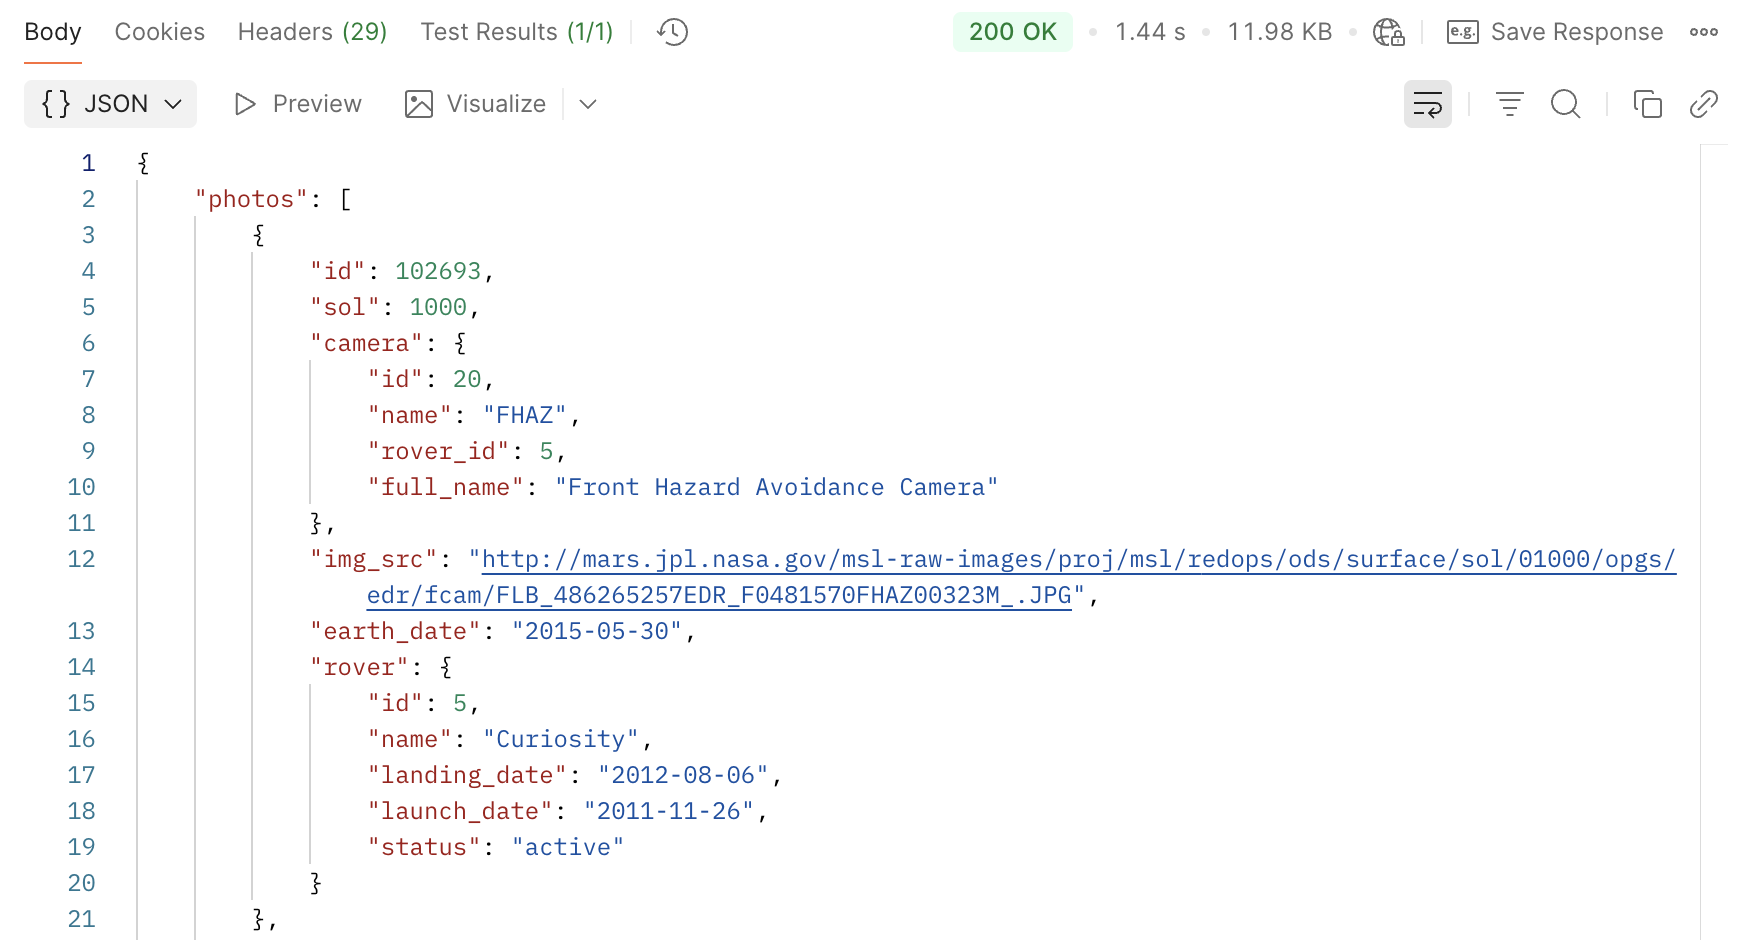 Body Cookies Headers (29) Test Results (1/1) 200 OK 1.44 s 11.98 KB e.g. Save Response
{} JSON Preview Visualize
1 {
2 "photos": [
3 {
4 "id": 102693,
5 "sol": 1000,
6 "camera": {
7 "id": 20,
8 "name": "FHAZ",
9 "rover_id": 5,
10 "full_name": "Front Hazard Avoidance Camera"
11 },
12 "img_src": "http://mars.jpl.nasa.gov/msl-raw-images/proj/msl/redops/ods/surface/sol/01000/opgs/
edr/fcam/FLB_486265257EDR_F0481570FHAZ00323M_.JPG",
13 "earth_date": "2015-05-30",
14 "rover": {
15 "id": 5,
16 "name": "Curiosity",
17 "landing_date": "2012-08-06",
18 "launch_date": "2011-11-26",
19 "status": "active"
20 }
21 },